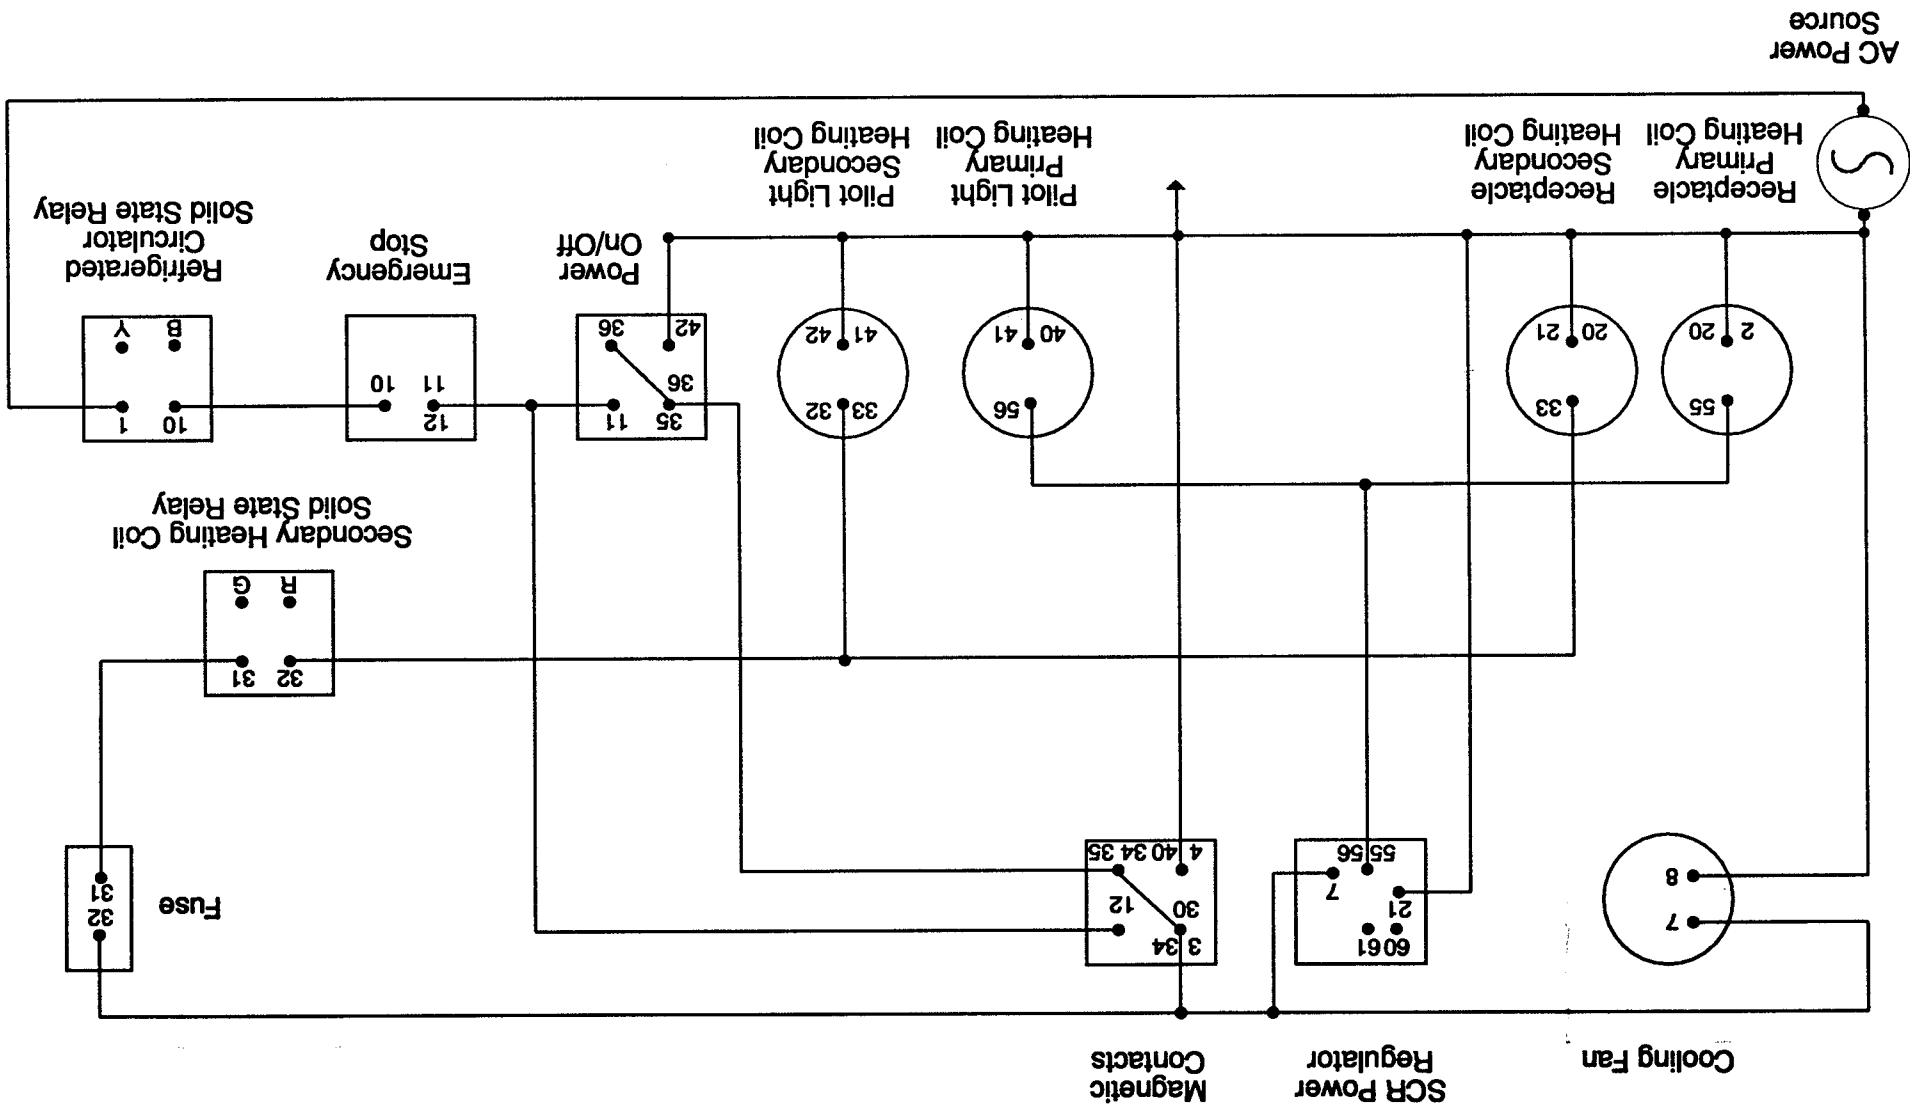 Cooling Fan
7
8
SCR Power
Regulator
60 61
21
7
55 56
Magnetic
Contacts
3 34
30
12
4 40 34 35
Fuse
32
31
32 31
R G
Secondary Heating Coil
Solid State Relay
55
2 20
Receptacle
Primary
Heating Coil
33
20 21
Receptacle
Secondary
Heating Coil
56
40 41
Pilot Light
Primary
Heating Coil
33 32
41 42
Pilot Light
Secondary
Heating Coil
35 11
36
42 36
Power
On/Off
12
11 10
Emergency
Stop
10 1
B Y
Refrigerated
Circulator
Solid State Relay
AC Power
Source